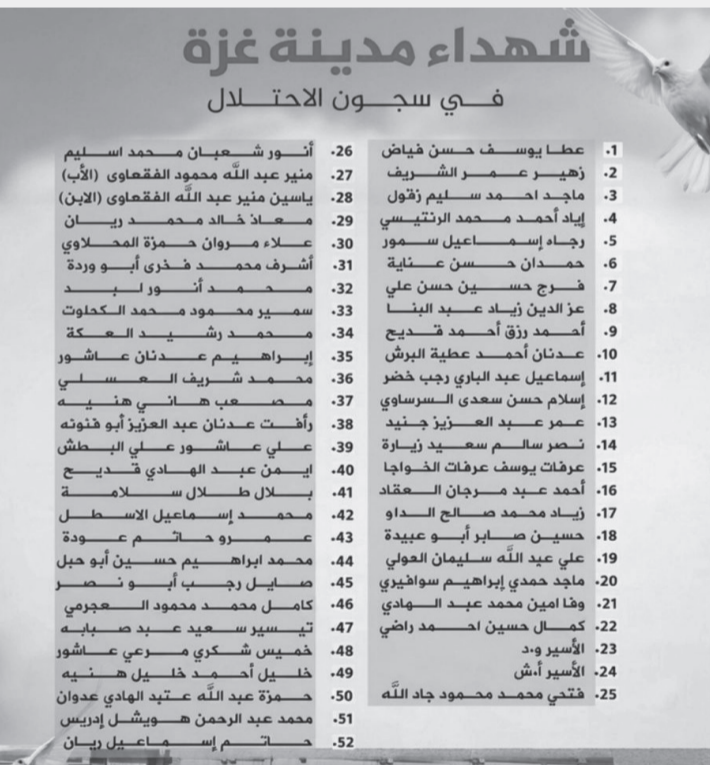 شهداء مدينة غزة
في سجون الاحتلال
1. عطا يوسف حسن فياض
2. زهير عمر الشريف
3. ماجد احمد سليم زقول
4. إياد أحمد محمد الرنتيسي
5. رجاه إسماعيل سمور
6. حمدان حسن عناية
7. فرج حسين حسن علي
8. عز الدين زياد عبد البنا
9. أحمد رزق أحمد قديح
10. عدنان أحمد عطية البرش
11. إسماعيل عبد الباري رجب خضر
12. إسلام حسن سعدى السرساوي
13. عمر عبد العزيز جنيد
14. نصر سالم سعيد زيارة
15. عرفات يوسف عرفات الخواجا
16. أحمد عبد مرجان العقاد
17. زياد محمد صالح الداو
18. حسين صابر أبو عبيدة
19. علي عبد الله سليمان الحولي
20. ماجد حمدي إبراهيم سوافيري
21. وفا امين محمد عبد الهادي
22. كمال حسين احمد راضي
23. الأسير و.د
24. الأسير أ.ش
25. فتحي محمد محمود جاد الله
26. أنور شعبان محمد اسليم
27. منير عبد الله محمود الفقعاوى (الأب)
28. ياسين منير عبد الله الفقعاوى (الابن)
29. معاذ خالد محمد ريان
30. علاء مروان حمزة المحلاوي
31. أشرف محمد فخرى أبو وردة
32. محمد أنور لبد
33. سمير محمود محمد الكحلوت
34. محمد رشيد العكة
35. إبراهيم عدنان عاشور
36. محمد شريف العسلي
37. مصعب هاني هنيه
38. رأفت عدنان عبد العزيز أبو فنونه
39. علي عاشور علي البطش
40. ايمن عبد الهادي قديح
41. بلال طلال سلامة
42. محمد إسماعيل الاسطل
43. عمرو حاتم عودة
44. محمد ابراهيم حسين أبو حبل
45. صايل رجب أبو نصر
46. كامل محمد محمود العجرمي
47. تيسير سعيد عبد صبابه
48. خميس شكري مرعي عاشور
49. خليل أحمد خليل هنيه
50. حمزة عبد الله عتبد الهادي عدوان
51. محمد عبد الرحمن هويشل إدريس
52. حاتم إسماعيل ريان